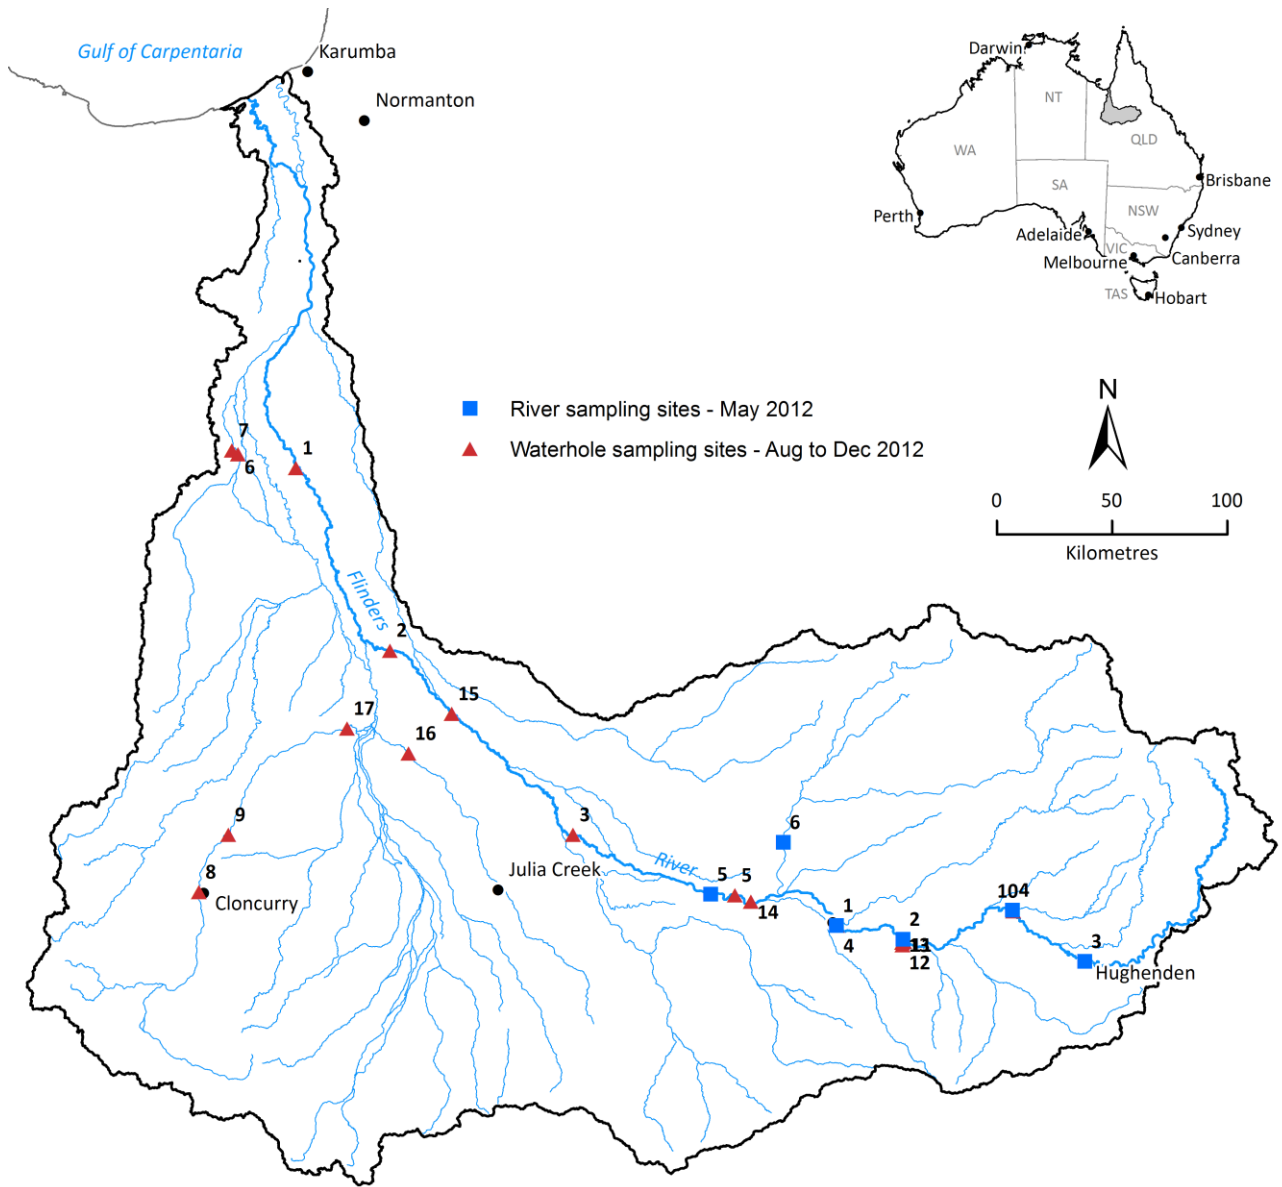 Gulf of Carpentaria
Karumba
Normanton
Darwin
NT
WA
QLD
SA
Brisbane
NSW
Perth
Adelaide
Sydney
VIC
Melbourne
Canberra
TAS
Hobart
N
River sampling sites - May 2012
Waterhole sampling sites - Aug to Dec 2012
0 50 100
Kilometres
7
6
1
Flinders
2
15
17
16
9
3
6
8
Cloncurry
Julia Creek
River
5
5
14
1
4
2
13
12
104
3
Hughenden